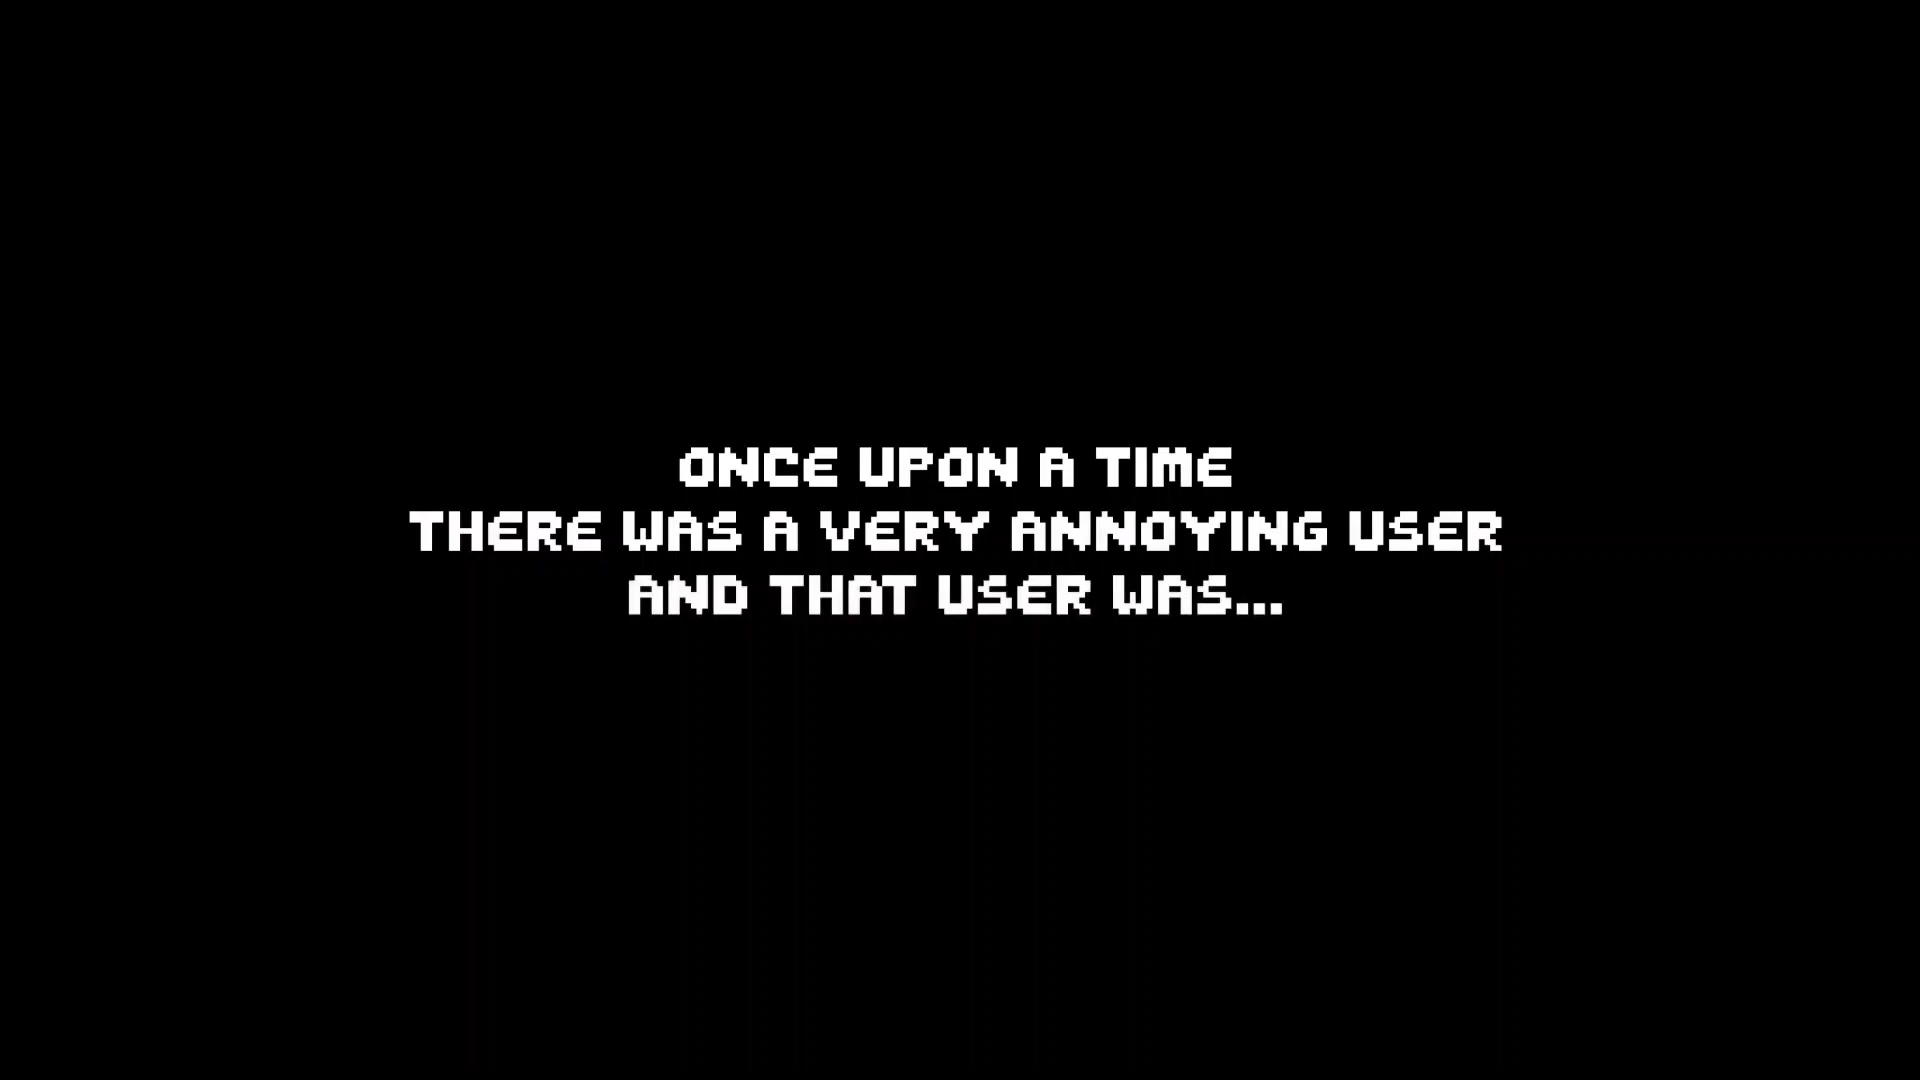 ONCE UPON A TIME
THERE WAS A VERY ANNOYING USER
AND THAT USER WAS...